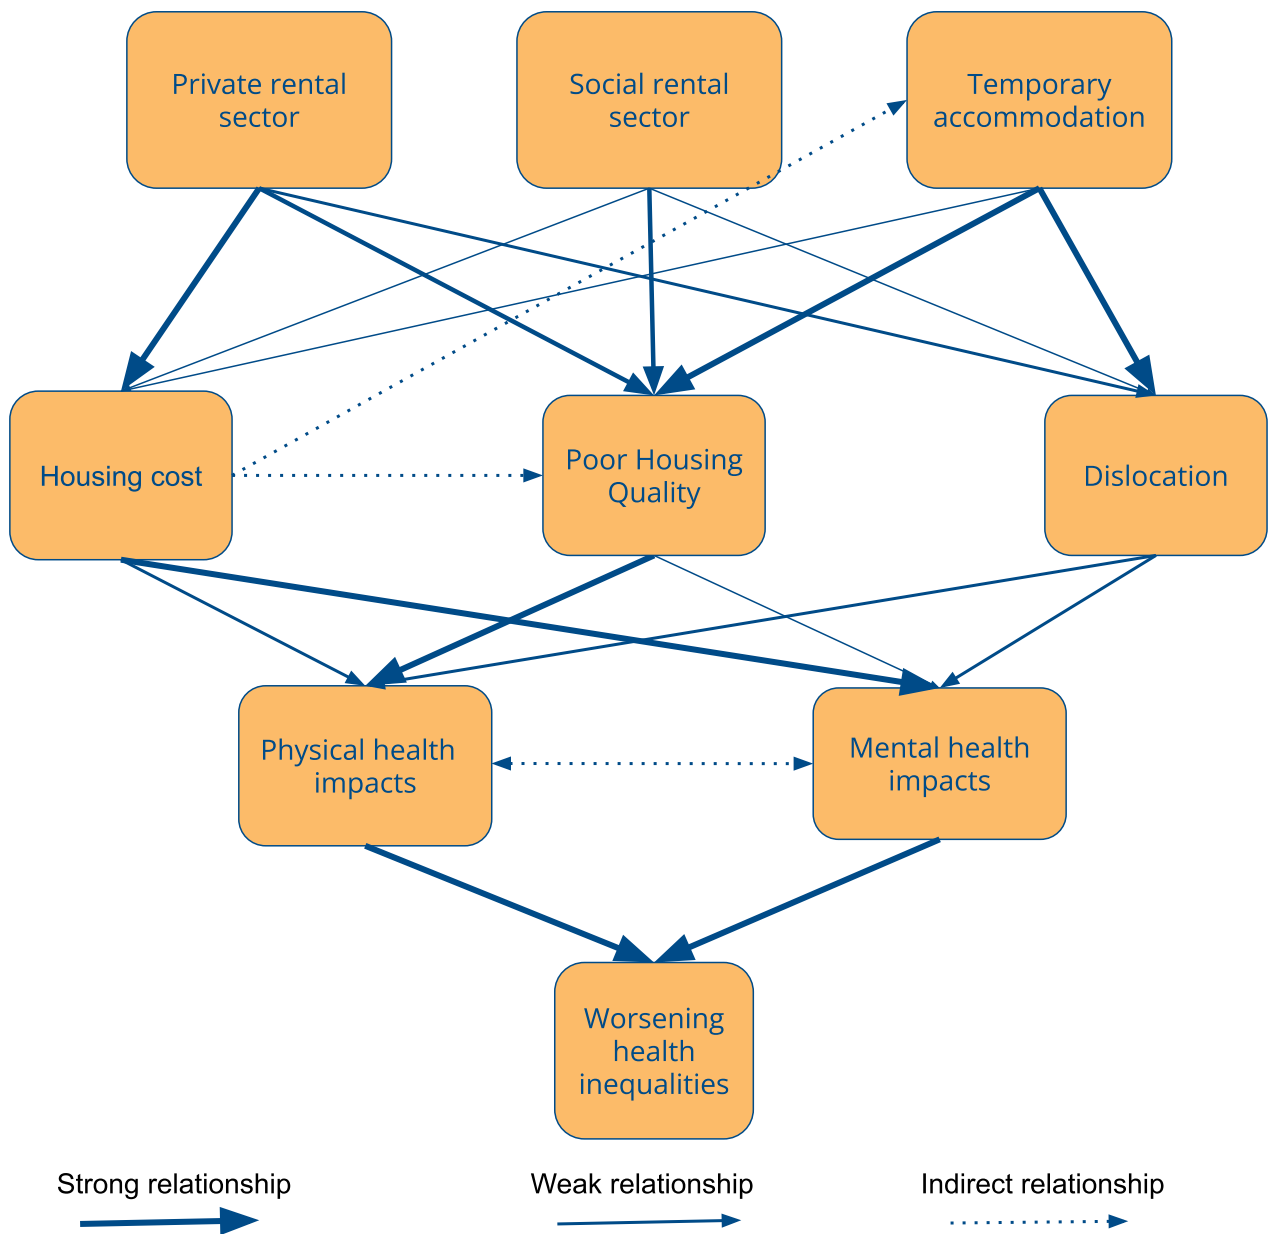 Private rental
sector
Social rental
sector
Temporary
accommodation
Housing cost
Poor Housing
Quality
Dislocation
Physical health
impacts
Mental health
impacts
Worsening
health
inequalities
Strong relationship
Weak relationship
Indirect relationship